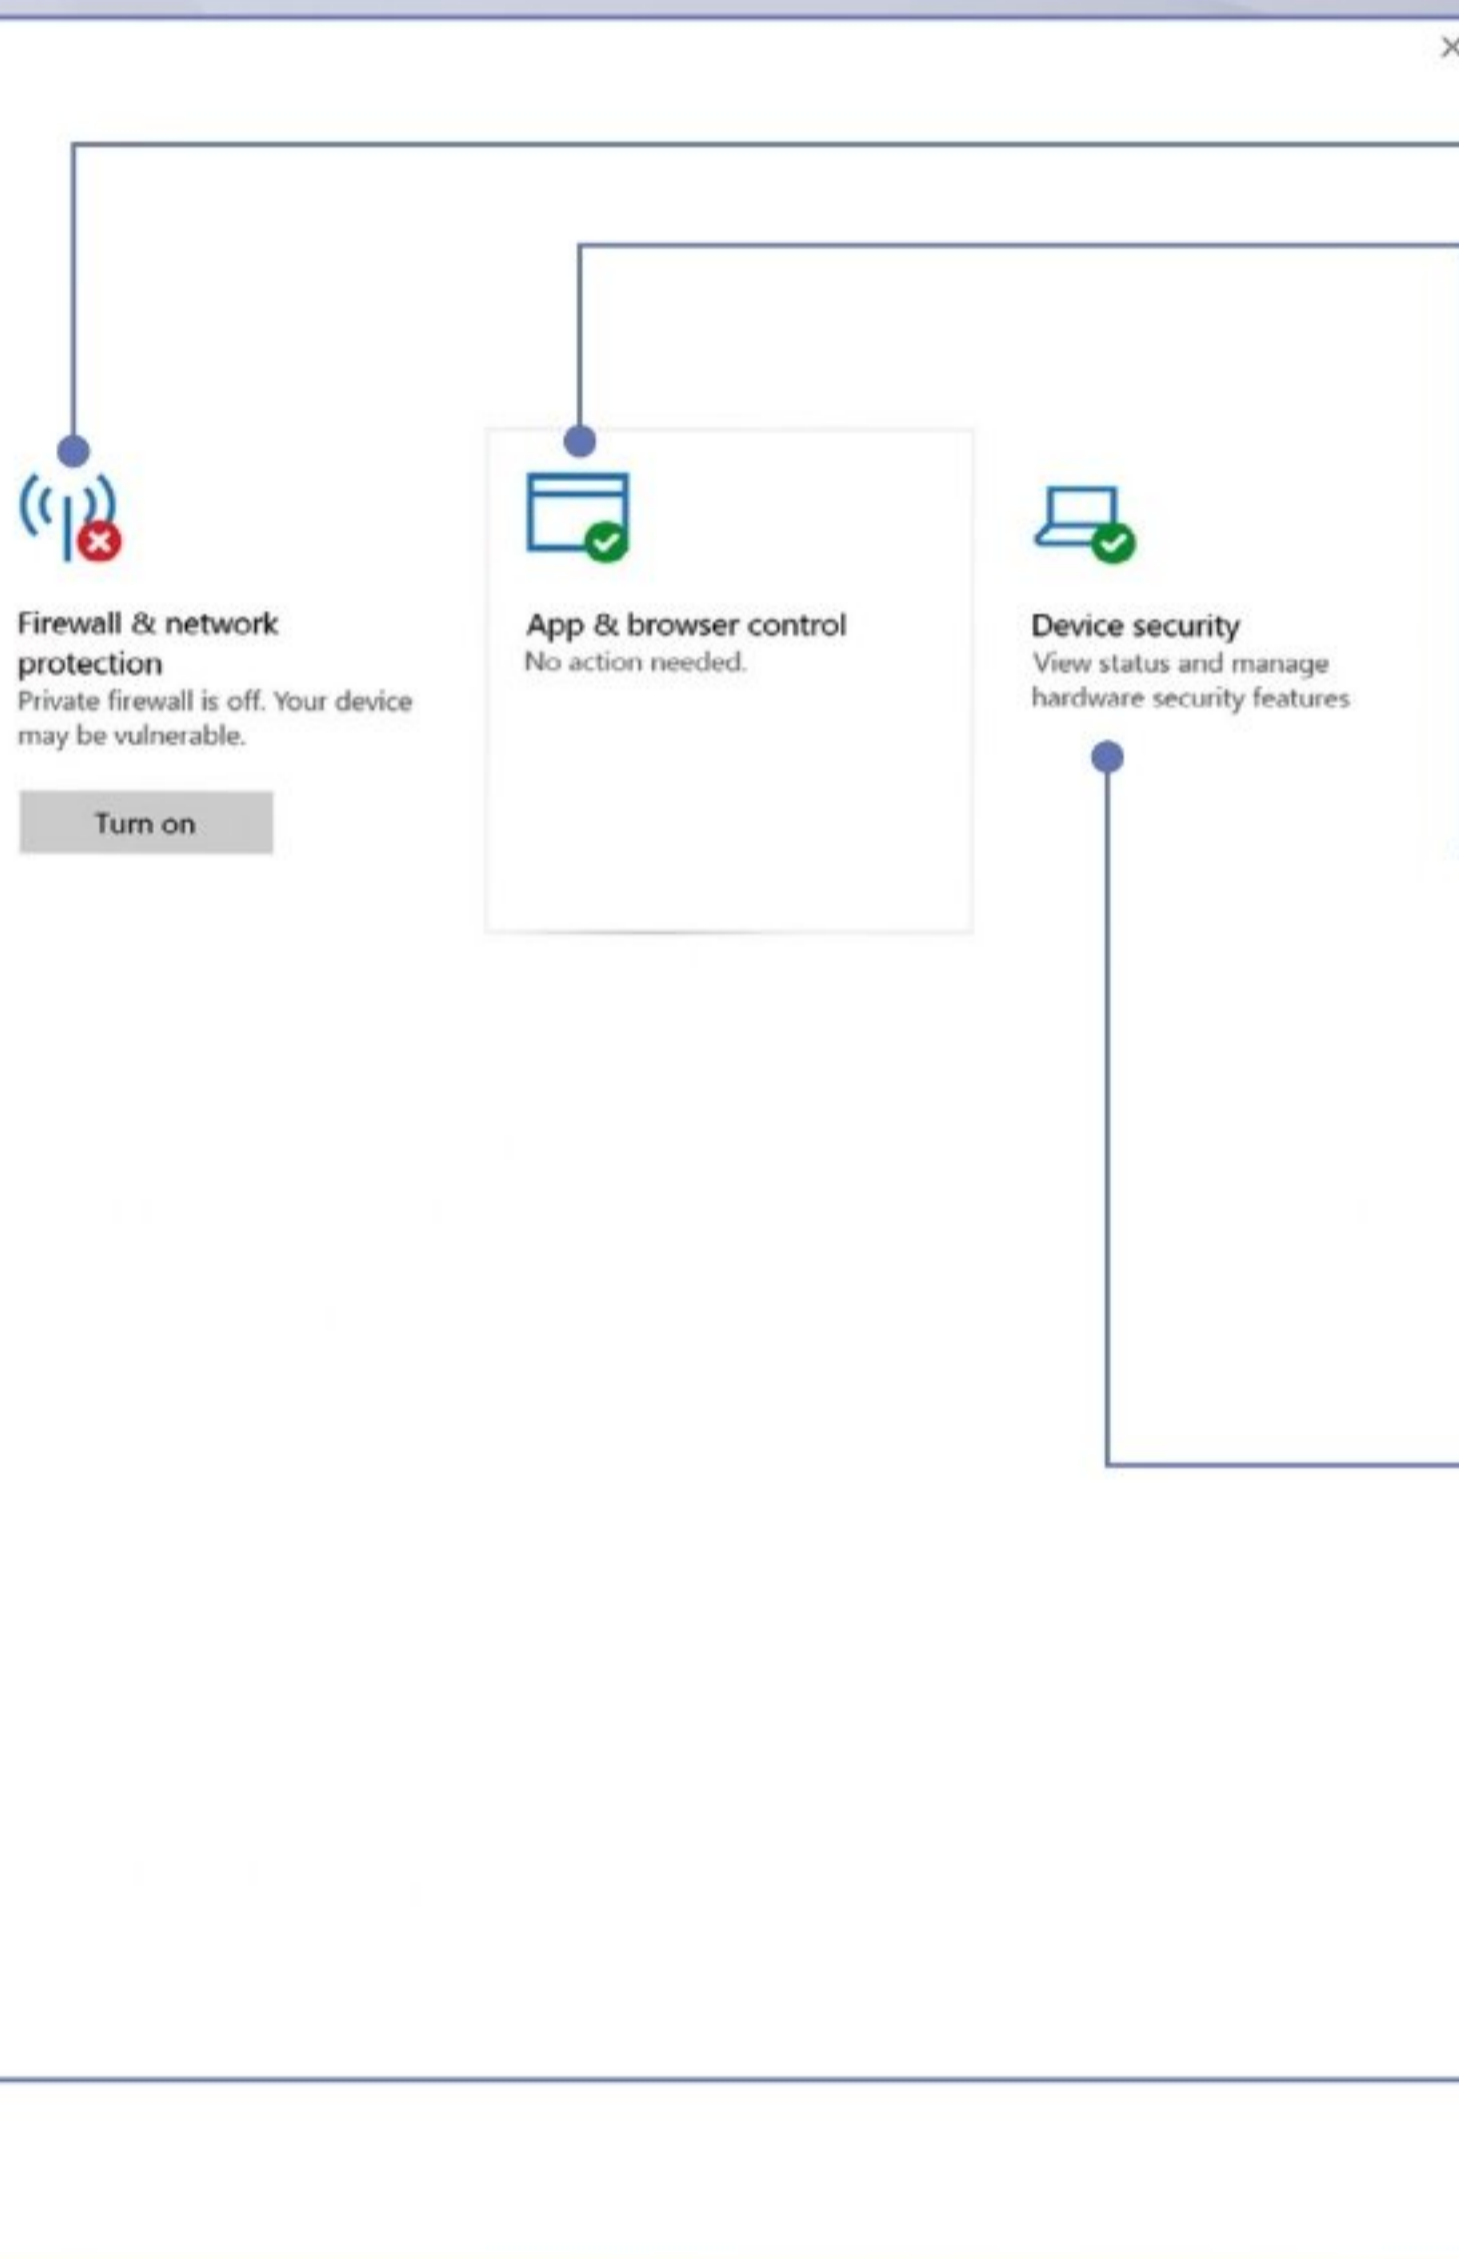 Firewall & network
protection
Private firewall is off. Your device
may be vulnerable.
Turn on
App & browser control
No action needed.
Device security
View status and manage
hardware security features